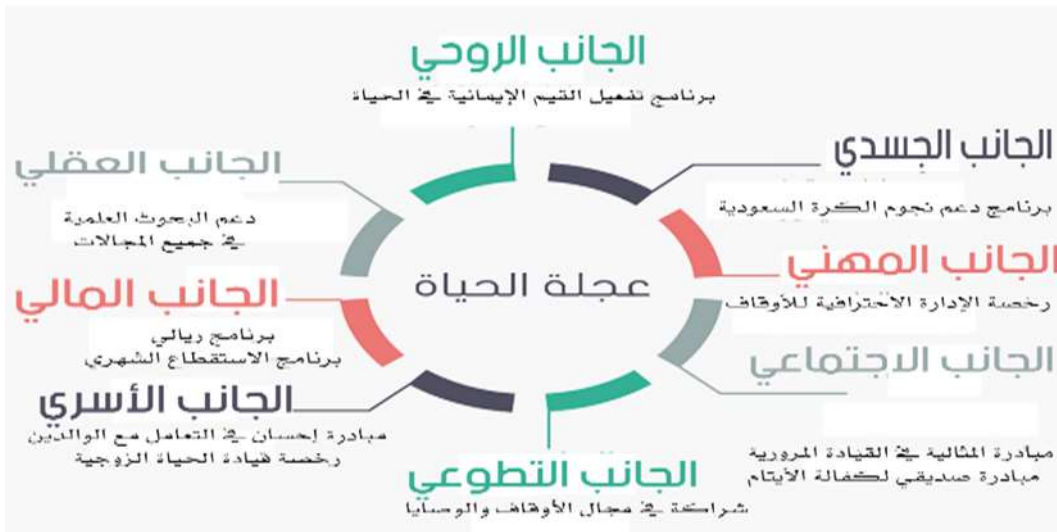 الجانب الروحي
برنامج تفعيل القيم الإيمانية في الحياة
الجانب الجسدي
برنامج دعم نجوم الكرة السعودية
الجانب المهني
رخصة الإدارة الاحترافية للأوقاف
الجانب الاجتماعي
مبادرة المثالية في القيادة المرورية
مبادرة صديقي لكفالة الأيتام
الجانب التطوعي
شراكة في مجال الأوقاف والوصايا
الجانب الأسري
مبادرة إحسان في التعامل مع الوالدين
رخصة قيادة الحياة الزوجية
الجانب المالي
برنامج ريالي
برنامج الاستقطاع الشهري
الجانب العقلي
دعم البحوث العلمية
في جميع المجالات
عجلة الحياة